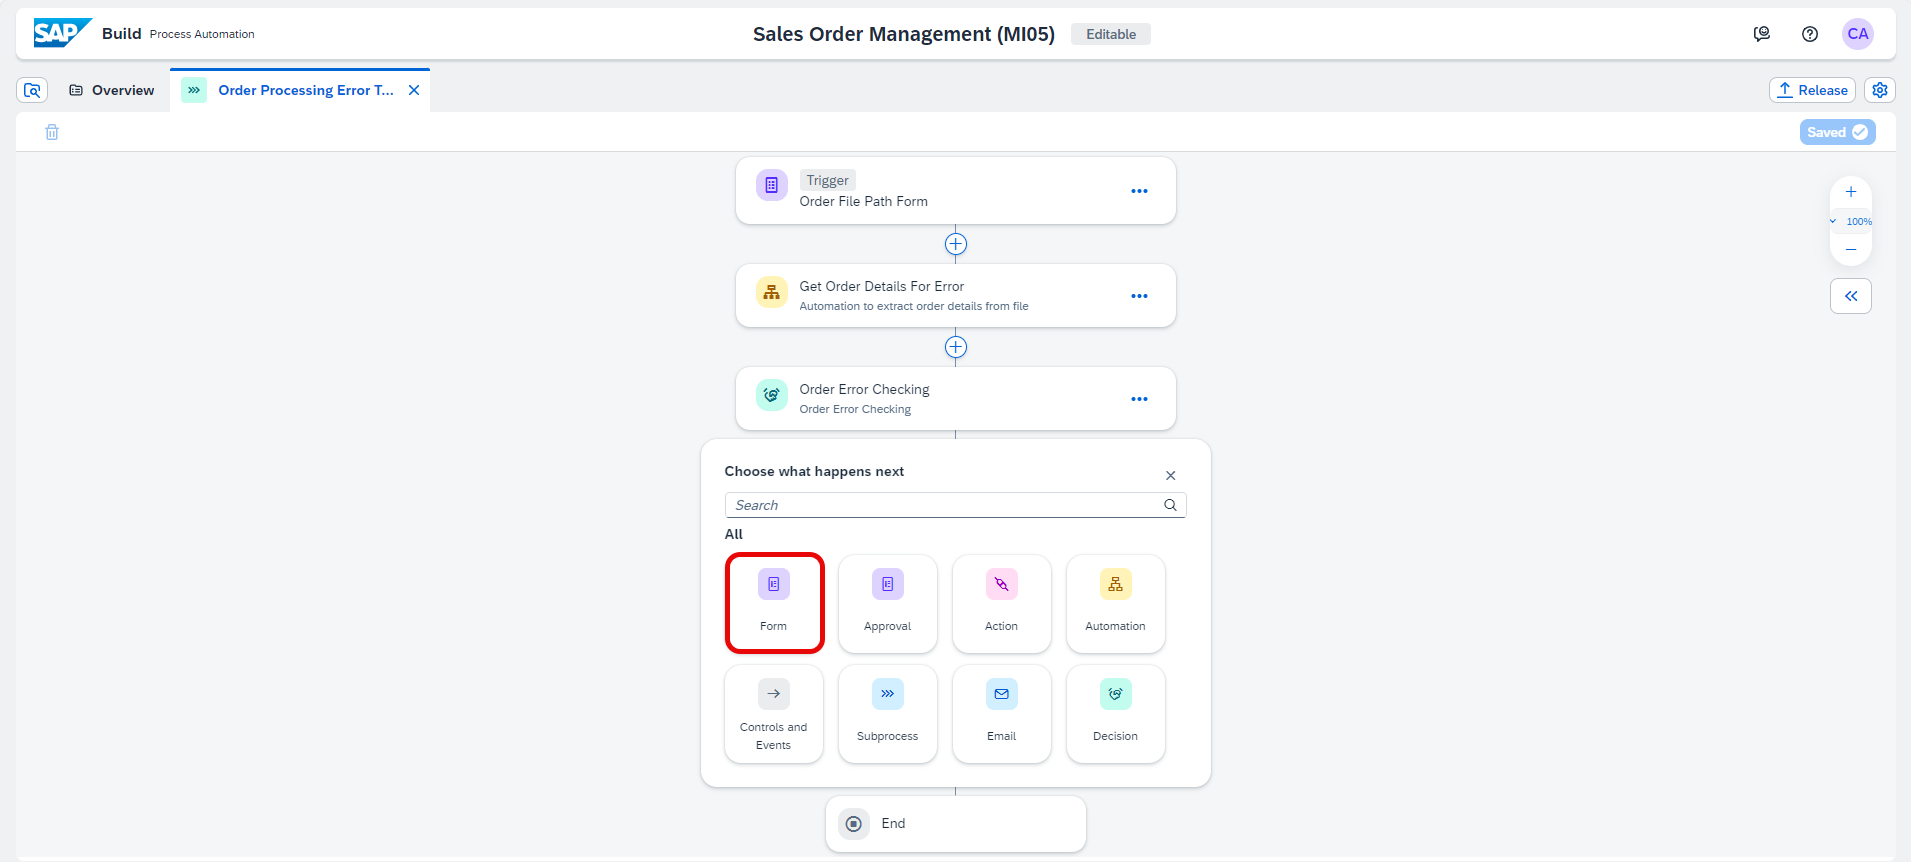 SAP Build Process Automation
Sales Order Management (MI05) Editable
CA
Overview
Order Processing Error T...
Release
Saved
Trigger
Order File Path Form
100%
Get Order Details For Error
Automation to extract order details from file
Order Error Checking
Order Error Checking
Choose what happens next
Search
All
Form
Approval
Action
Automation
Controls and
Events
Subprocess
Email
Decision
End